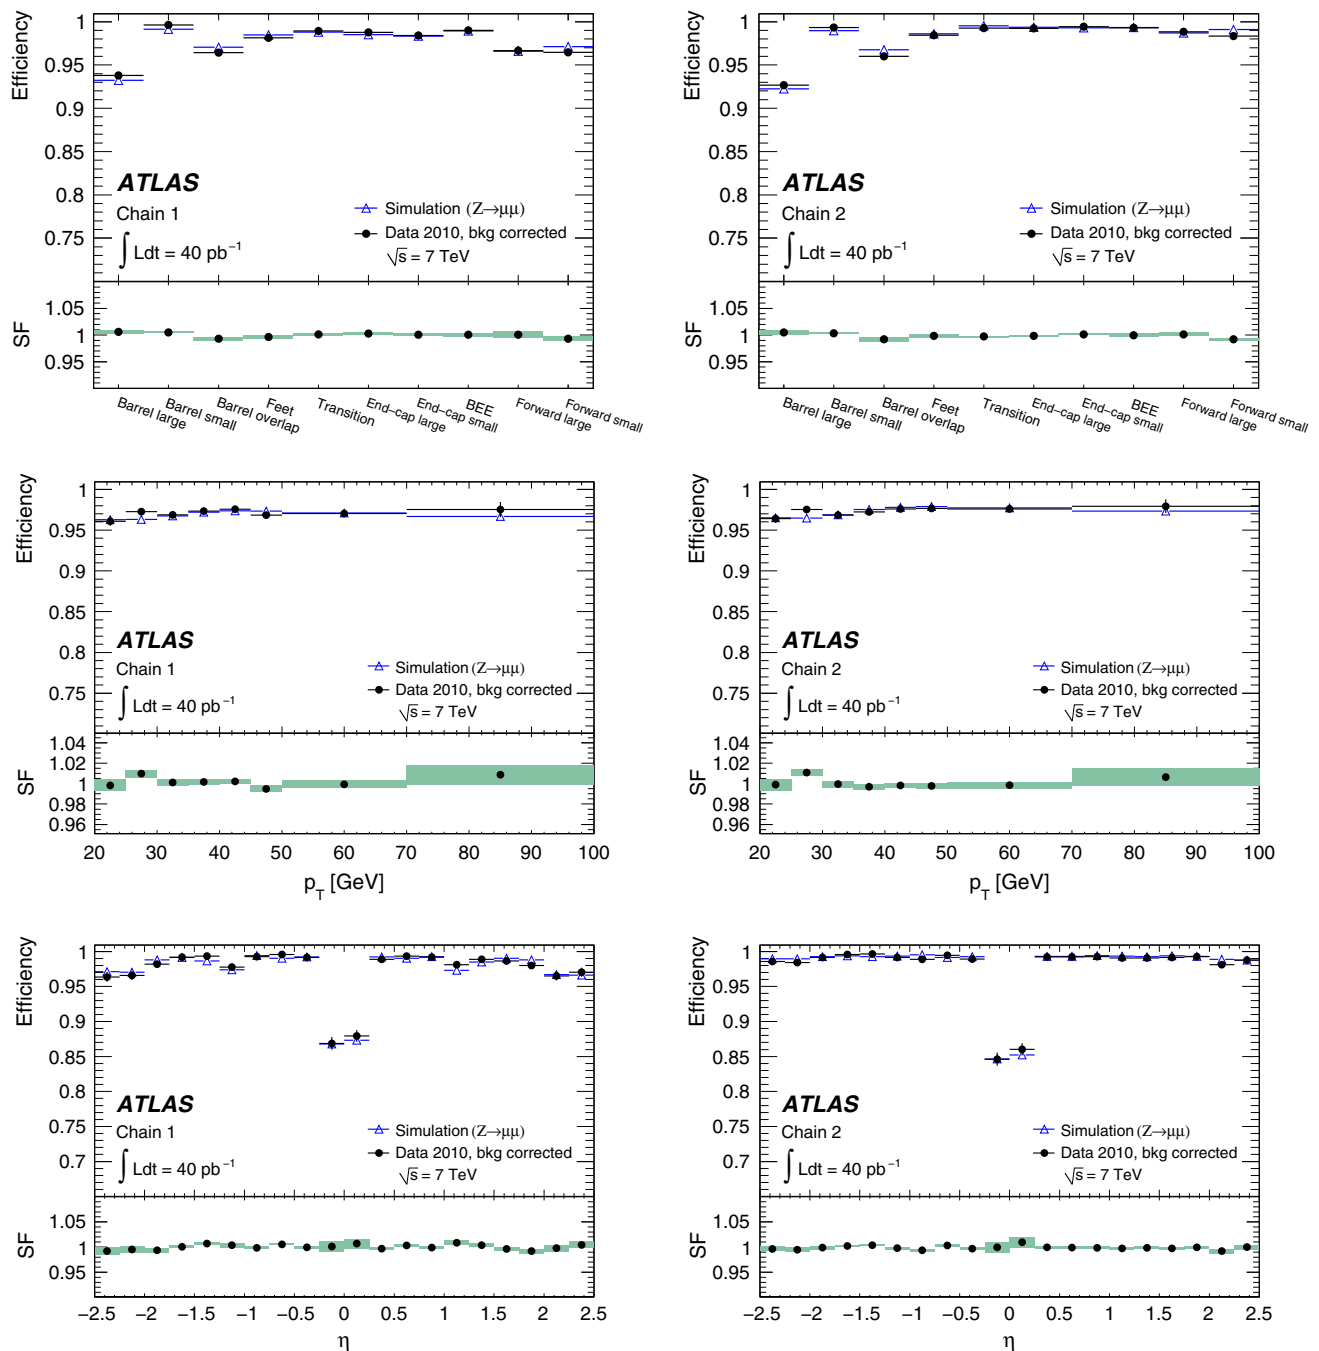 Efficiency
1
0.95
0.9
0.85
0.8
0.75
ATLAS
Chain 1
∫ Ldt = 40 pb⁻¹
Simulation (Z→μμ)
Data 2010, bkg corrected
√s = 7 TeV
SF
1.05
1
0.95
Barrel large
Barrel small
Barrel overlap
Feet
Transition
End-cap large
End-cap small
BEE
Forward large
Forward small
Efficiency
1
0.95
0.9
0.85
0.8
0.75
ATLAS
Chain 2
∫ Ldt = 40 pb⁻¹
Simulation (Z→μμ)
Data 2010, bkg corrected
√s = 7 TeV
SF
1.05
1
0.95
Barrel large
Barrel small
Barrel overlap
Feet
Transition
End-cap large
End-cap small
BEE
Forward large
Forward small
Efficiency
1
0.95
0.9
0.85
0.8
0.75
ATLAS
Chain 1
∫ Ldt = 40 pb⁻¹
Simulation (Z→μμ)
Data 2010, bkg corrected
√s = 7 TeV
SF
1.04
1.02
1
0.98
0.96
20 30 40 50 60 70 80 90 100
p_T [GeV]
Efficiency
1
0.95
0.9
0.85
0.8
0.75
ATLAS
Chain 2
∫ Ldt = 40 pb⁻¹
Simulation (Z→μμ)
Data 2010, bkg corrected
√s = 7 TeV
SF
1.04
1.02
1
0.98
0.96
20 30 40 50 60 70 80 90 100
p_T [GeV]
Efficiency
1
0.95
0.9
0.85
0.8
0.75
0.7
ATLAS
Chain 1
∫ Ldt = 40 pb⁻¹
Simulation (Z→μμ)
Data 2010, bkg corrected
√s = 7 TeV
SF
1.05
1
0.95
−2.5 −2 −1.5 −1 −0.5 0 0.5 1 1.5 2 2.5
η
Efficiency
1
0.95
0.9
0.85
0.8
0.75
0.7
ATLAS
Chain 2
∫ Ldt = 40 pb⁻¹
Simulation (Z→μμ)
Data 2010, bkg corrected
√s = 7 TeV
SF
1.05
1
0.95
−2.5 −2 −1.5 −1 −0.5 0 0.5 1 1.5 2 2.5
η